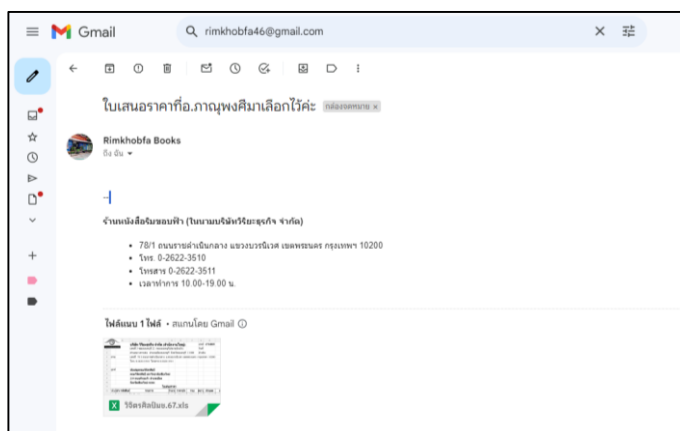 Gmail
rimkhobfa46@gmail.com
ใบเสนอราคาที่อ.ภาณุพงศ์มาเลือกไว้ค่ะ กล่องจดหมาย ×
Rimkhobfa Books
ถึง ฉัน
--
ร้านหนังสือริมขอบฟ้า (ในนามบริษัทวิริยะธุรกิจ จำกัด)
78/1 ถนนราชดำเนินกลาง แขวงบวรนิเวศ เขตพระนคร กรุงเทพฯ 10200
โทร. 0-2622-3510
โทรสาร 0-2622-3511
เวลาทำการ 10.00-19.00 น.
ไฟล์แนบ 1 ไฟล์ • สแกนโดย Gmail
วิจิตรศิลป์มช.67.xls